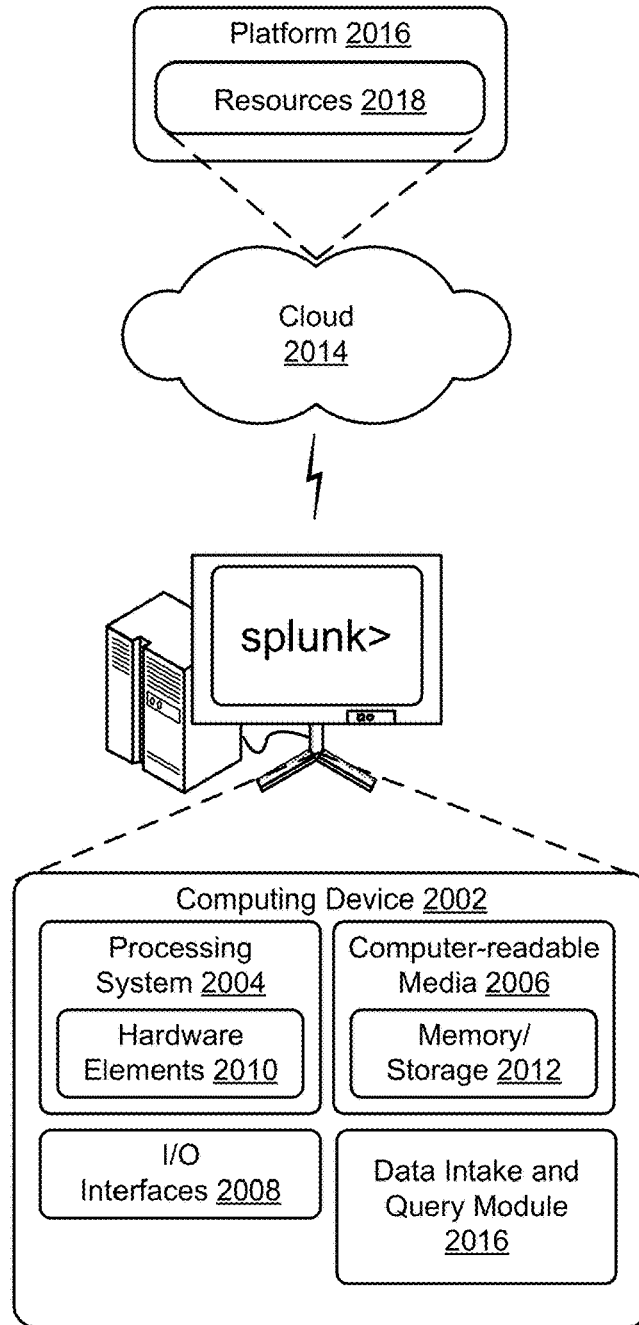 Platform 2016
Resources 2018
Cloud
2014
splunk>
Computing Device 2002
Processing
System 2004
Hardware
Elements 2010
Computer-readable
Media 2006
Memory/
Storage 2012
I/O
Interfaces 2008
Data Intake and
Query Module
2016